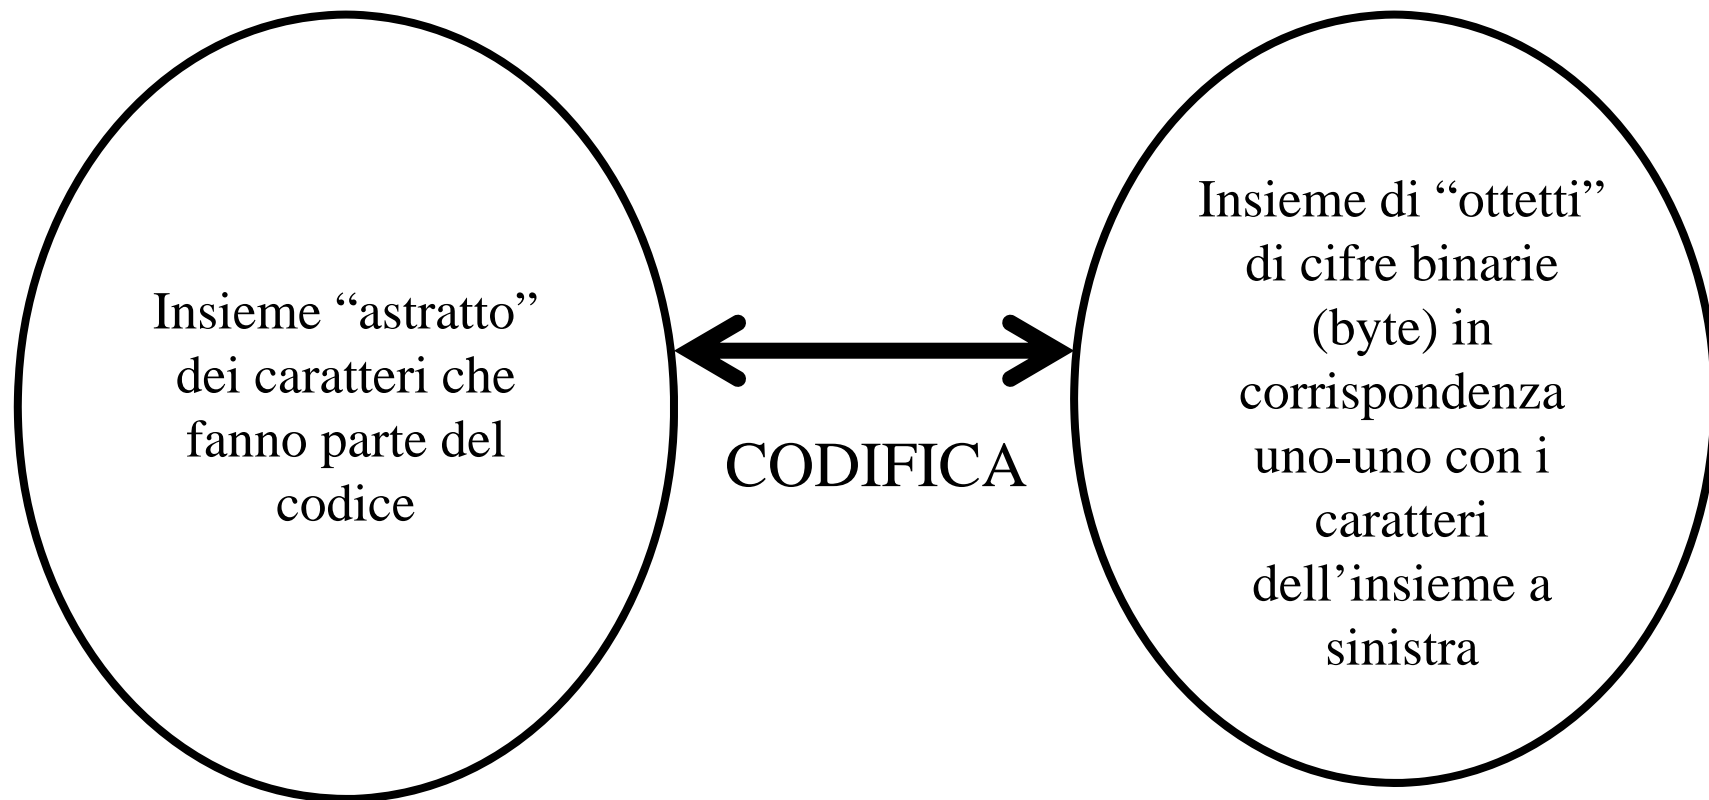 Insieme “astratto”
dei caratteri che
fanno parte del
codice
CODIFICA
Insieme di “ottetti”
di cifre binarie
(byte) in
corrispondenza
uno-uno con i
caratteri
dell’insieme a
sinistra